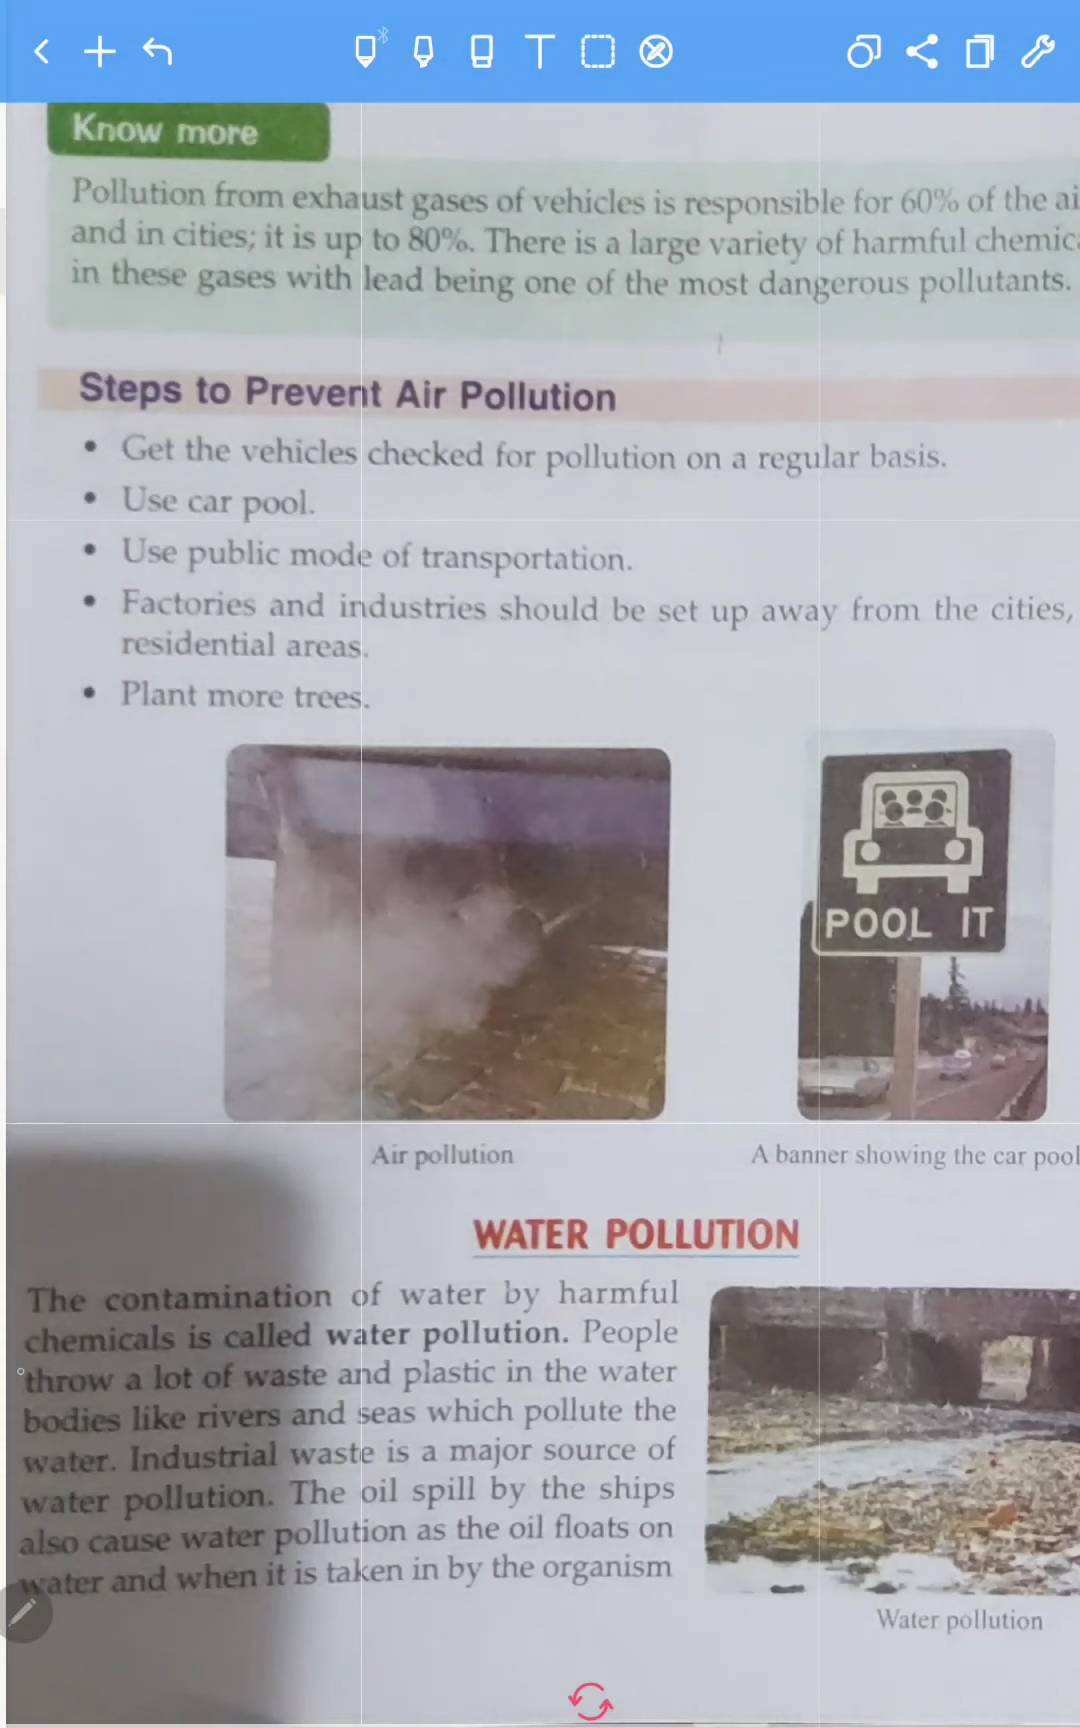 Know more
Pollution from exhaust gases of vehicles is responsible for 60% of the
and in cities; it is up to 80%. There is a large variety of harmful
in these gases with lead being one of the most dangerous pollutants.
Steps to Prevent Air Pollution
• Get the vehicles checked for pollution on a regular basis.
• Use car pool.
• Use public mode of transportation.
• Factories and industries should be set up away from the cities,
residential areas.
• Plant more trees.
POOL IT
Air pollution
A banner showing the car pool
WATER POLLUTION
The contamination of water by harmful
chemicals is called water pollution. People
throw a lot of waste and plastic in the water
bodies like rivers and seas which pollute the
water. Industrial waste is a major source of
water pollution. The oil spill by the ships
also cause water pollution as the oil floats on
water and when it is taken in by the organism
Water pollution